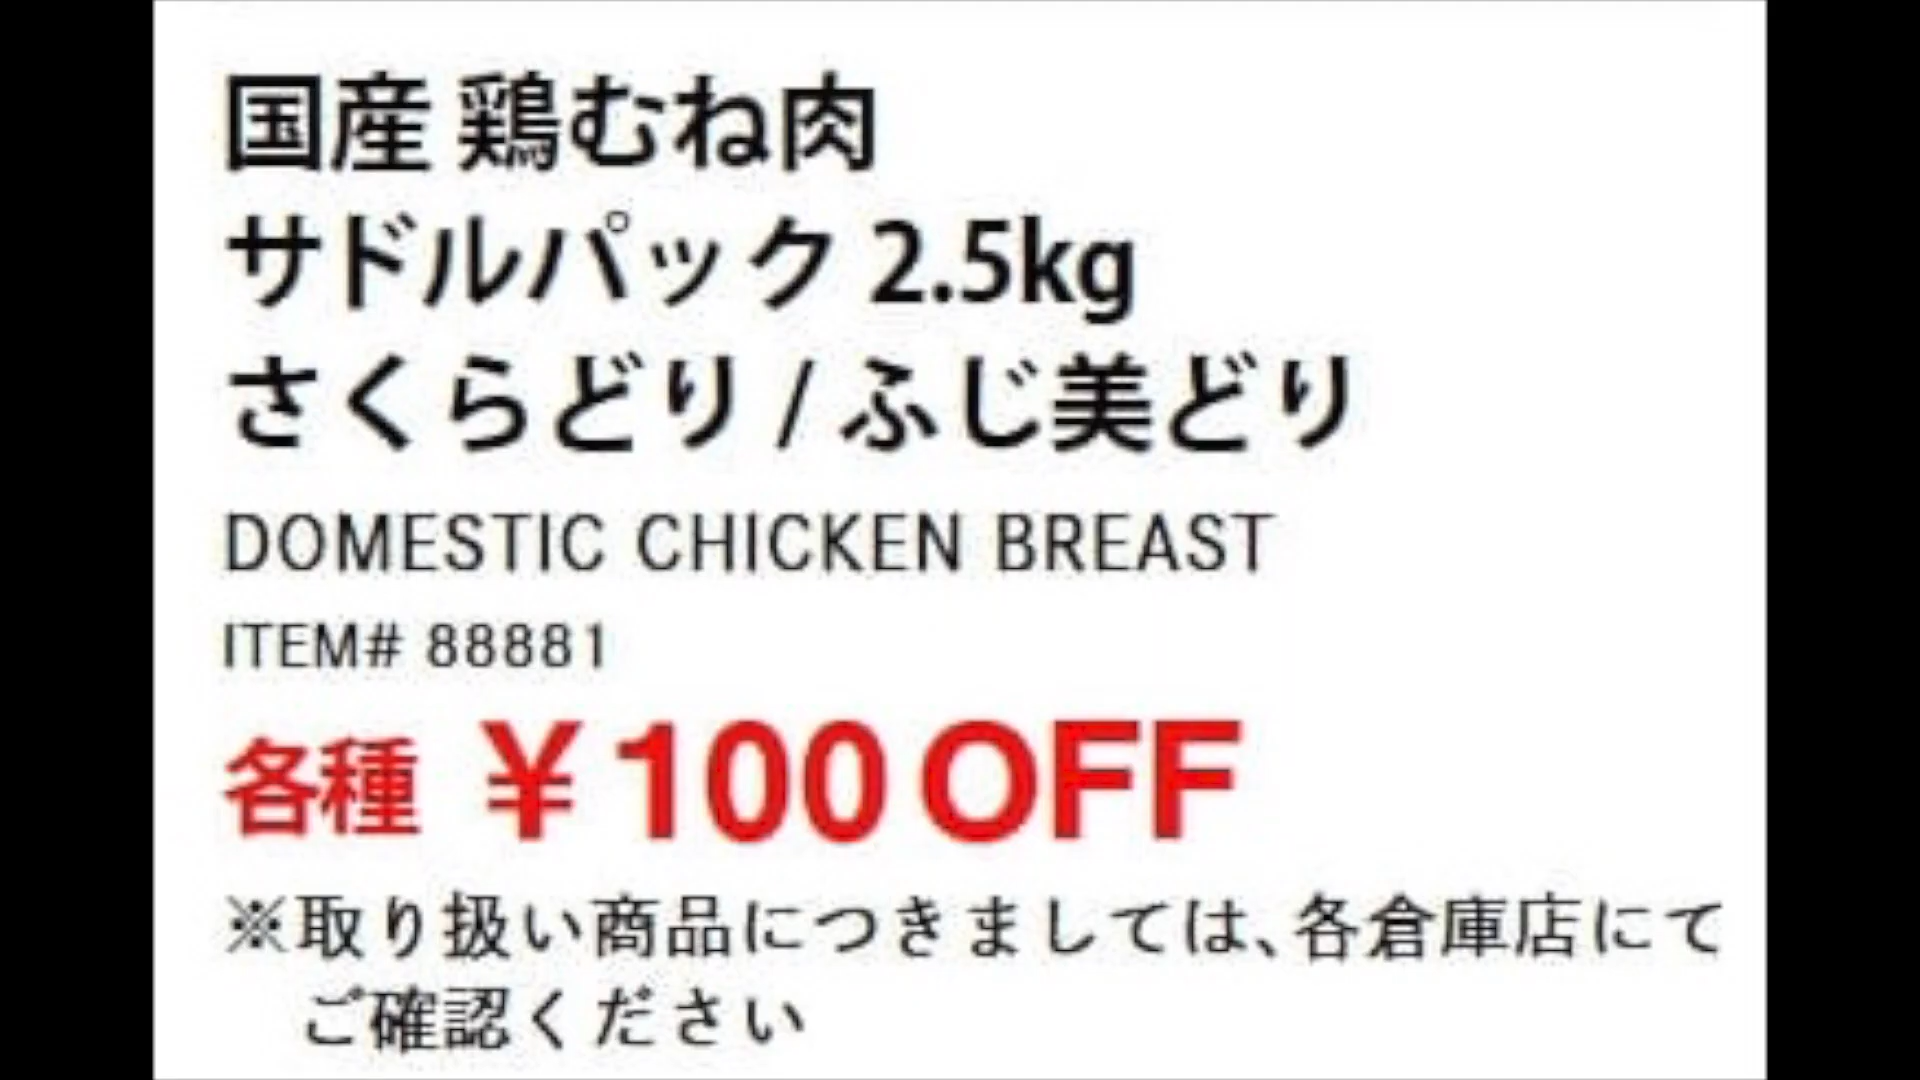 国産 鶏むね肉
サドルパック 2.5kg
さくらどり / ふじ美どり
DOMESTIC CHICKEN BREAST
ITEM# 88881
各種 ¥100 OFF
※取り扱い商品につきましては、各倉庫店にて
ご確認ください